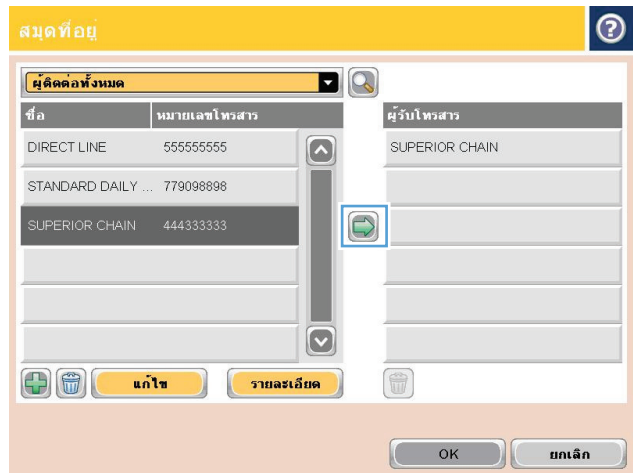 สมุดที่อยู่
?
ผู้ติดต่อทั้งหมด
ชื่อ หมายเลขโทรสาร ผู้รับโทรสาร
DIRECT LINE 555555555 SUPERIOR CHAIN
STANDARD DAILY ... 779098898
SUPERIOR CHAIN 444333333
แก้ไข รายละเอียด
OK ยกเลิก